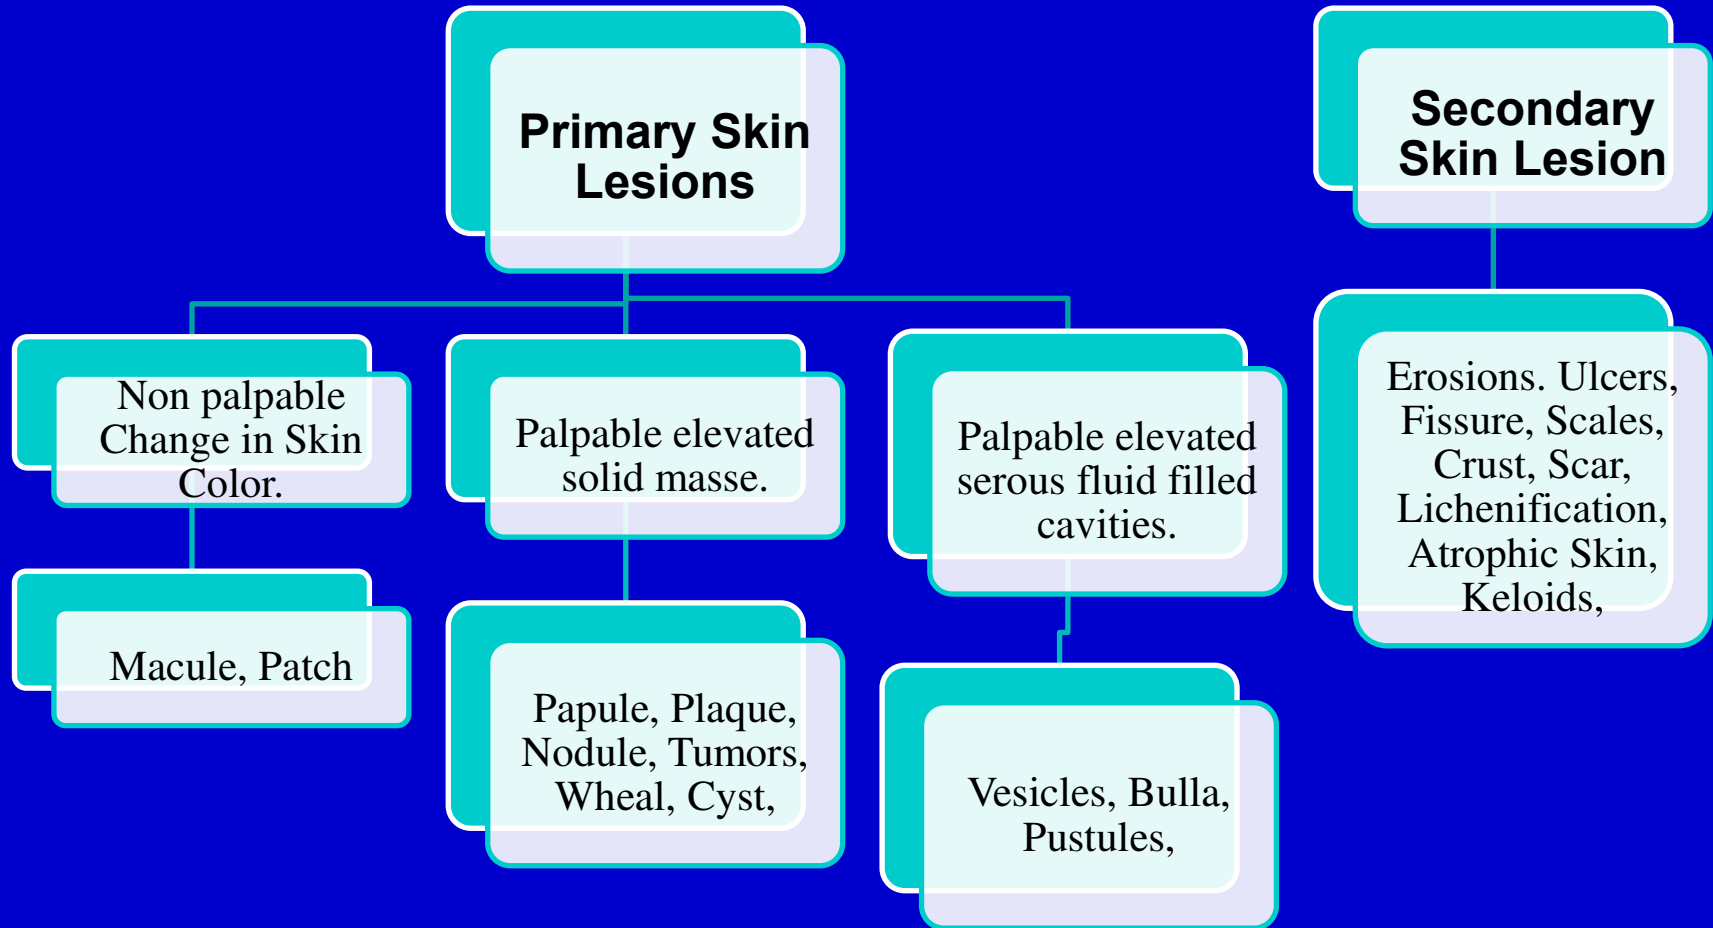 Primary Skin
Lesions
Secondary
Skin Lesion
Non palpable
Change in Skin
Color.
Palpable elevated
solid masse.
Palpable elevated
serous fluid filled
cavities.
Erosions. Ulcers,
Fissure, Scales,
Crust, Scar,
Lichenification,
Atrophic Skin,
Keloids,
Macule, Patch
Papule, Plaque,
Nodule, Tumors,
Wheal, Cyst,
Vesicles, Bulla,
Pustules,